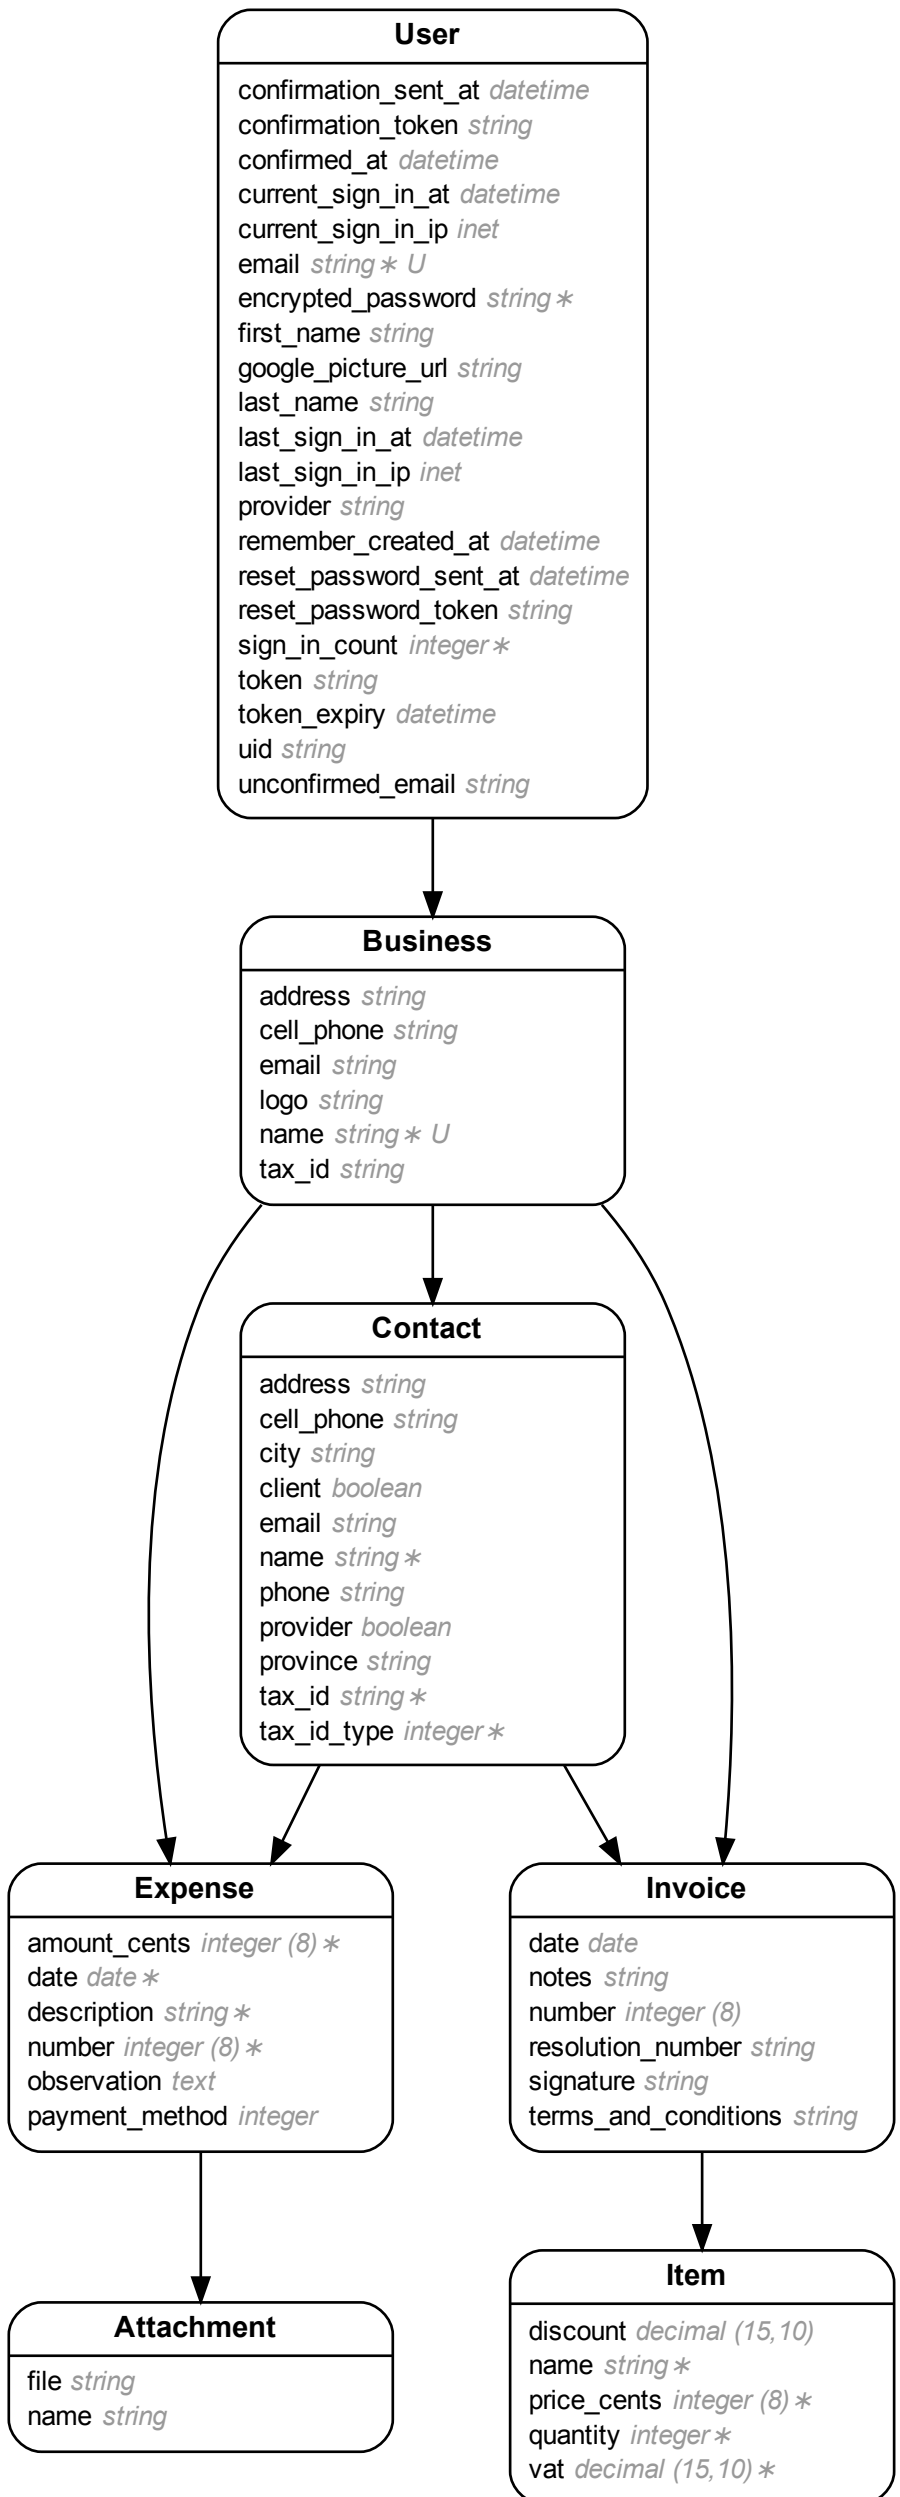 User
confirmation_sent_at datetime
confirmation_token string
confirmed_at datetime
current_sign_in_at datetime
current_sign_in_ip inet
email string∗ U
encrypted_password string∗
first_name string
google_picture_url string
last_name string
last_sign_in_at datetime
last_sign_in_ip inet
provider string
remember_created_at datetime
reset_password_sent_at datetime
reset_password_token string
sign_in_count integer∗
token string
token_expiry datetime
uid string
unconfirmed_email string
Business
address string
cell_phone string
email string
logo string
name string∗ U
tax_id string
Contact
address string
cell_phone string
city string
client boolean
email string
name string∗
phone string
provider boolean
province string
tax_id string∗
tax_id_type integer∗
Expense
amount_cents integer (8)∗
date date∗
description string∗
number integer (8)∗
observation text
payment_method integer
Invoice
date date
notes string
number integer (8)
resolution_number string
signature string
terms_and_conditions string
Attachment
file string
name string
Item
discount decimal (15,10)
name string∗
price_cents integer (8)∗
quantity integer∗
vat decimal (15,10)∗